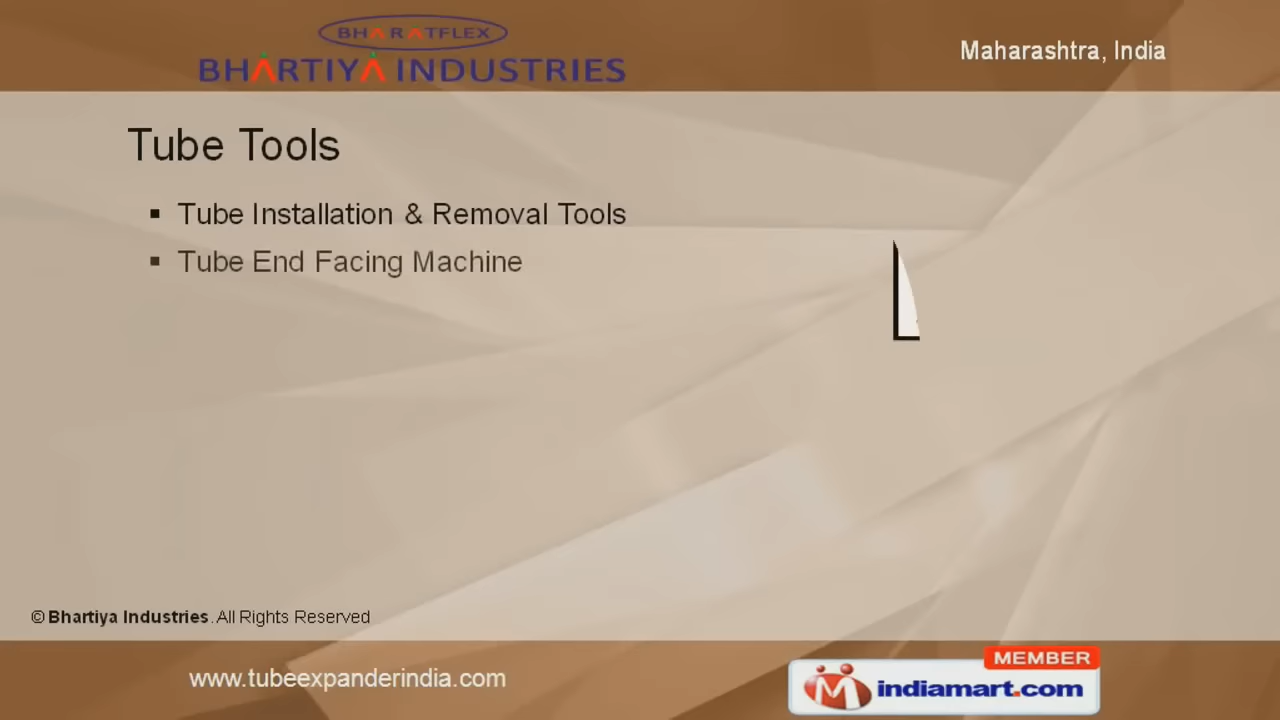 BHARATFLEX
BHARTIYA INDUSTRIES
Maharashtra, India
Tube Tools
▪ Tube Installation & Removal Tools
▪ Tube End Facing Machine
© Bhartiya Industries. All Rights Reserved
www.tubeexpanderindia.com
MEMBER
indiamart.com